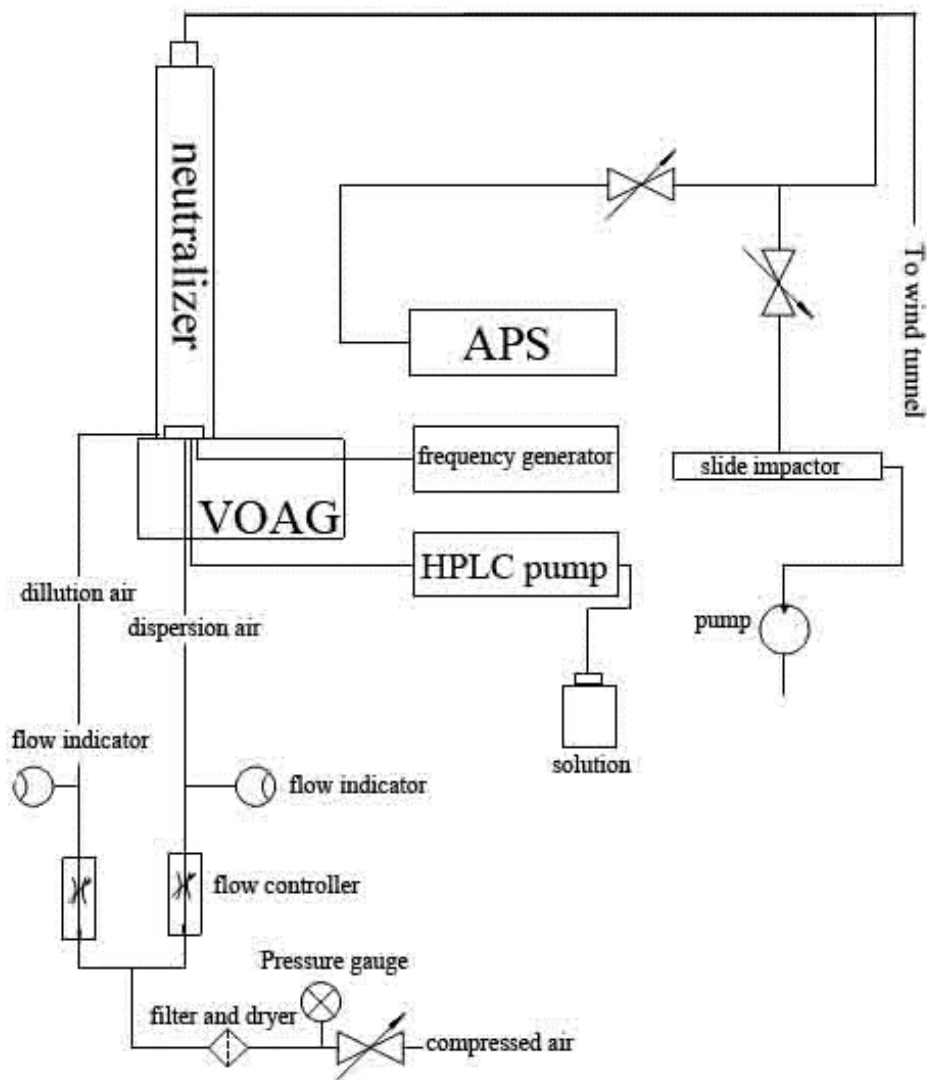 neutralizer
To wind tunnel
APS
frequency generator
slide impactor
VOAG
HPLC pump
dillution air
dispersion air
pump
flow indicator
solution
flow indicator
flow controller
Pressure gauge
filter and dryer
compressed air